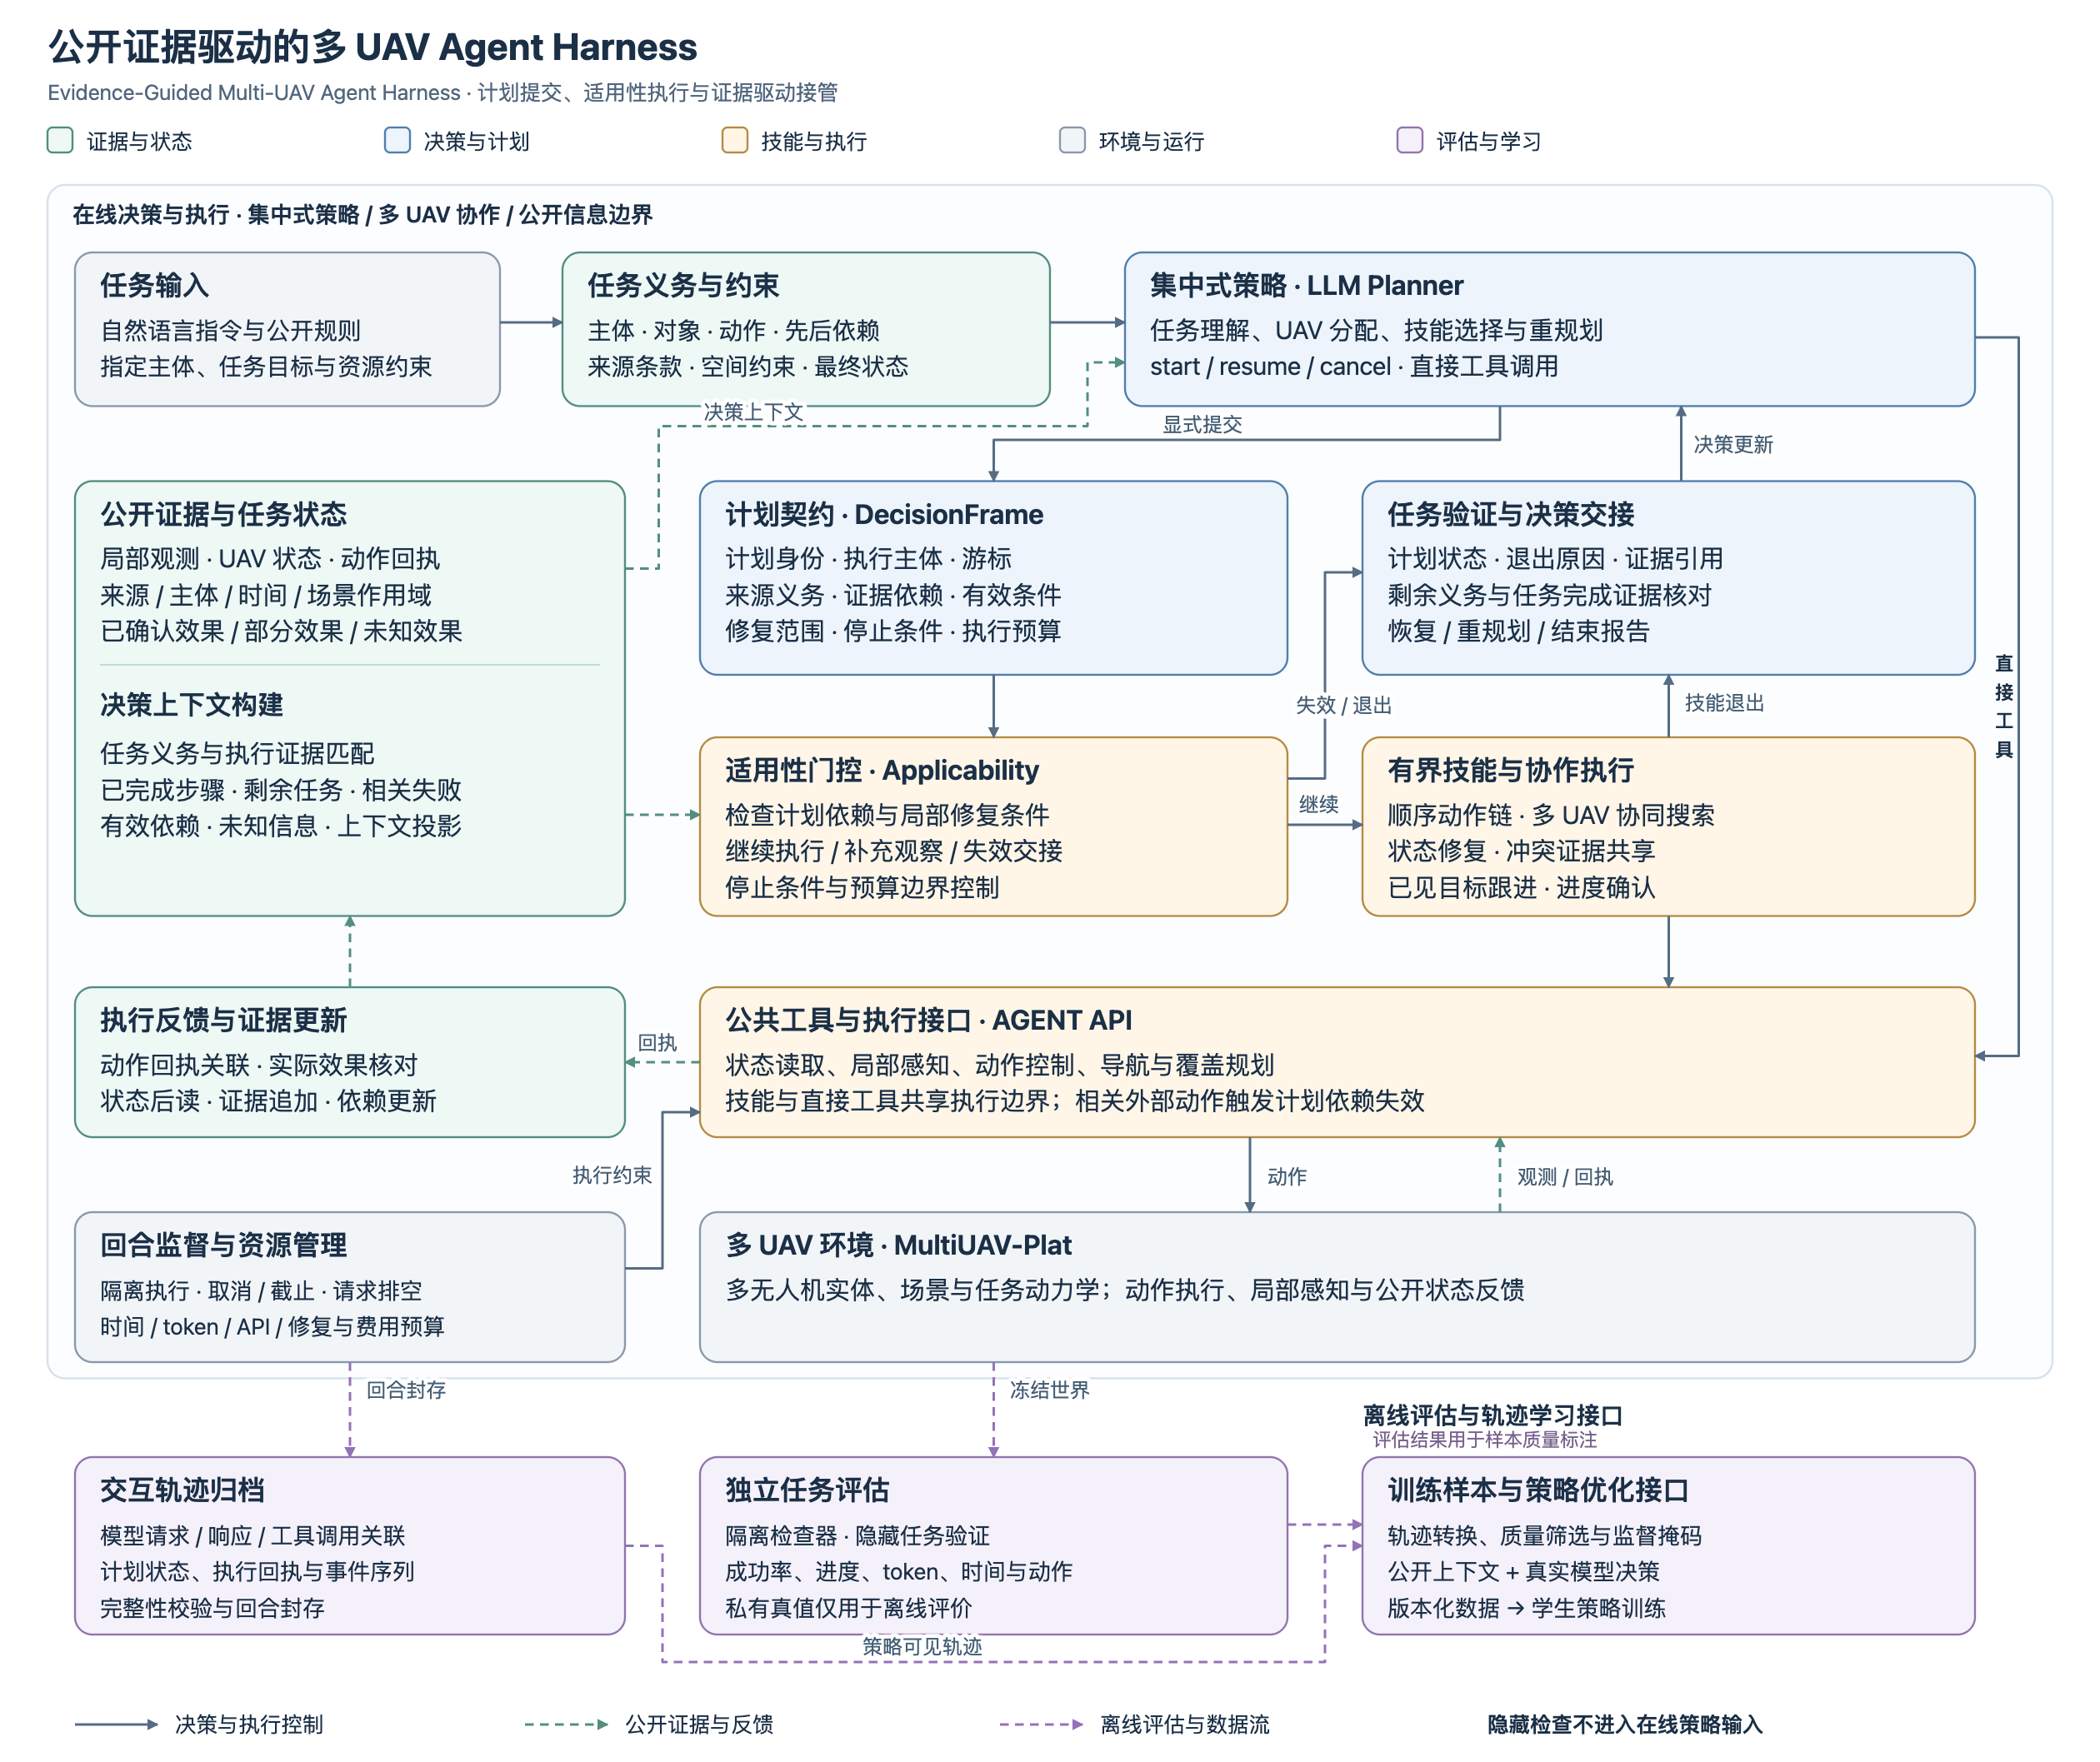 公开证据驱动的多 UAV Agent Harness
Evidence-Guided Multi-UAV Agent Harness · 计划提交、适用性执行与证据驱动接管
证据与状态
决策与计划
技能与执行
环境与运行
评估与学习
在线决策与执行 · 集中式策略 / 多 UAV 协作 / 公开信息边界
任务输入
自然语言指令与公开规则
指定主体、任务目标与资源约束
任务义务与约束
主体 · 对象 · 动作 · 先后依赖
来源条款 · 空间约束 · 最终状态
集中式策略 · LLM Planner
任务理解、UAV 分配、技能选择与重规划
start / resume / cancel · 直接工具调用
决策上下文
显式提交
决策更新
公开证据与任务状态
局部观测 · UAV 状态 · 动作回执
来源 / 主体 / 时间 / 场景作用域
已确认效果 / 部分效果 / 未知效果
决策上下文构建
任务义务与执行证据匹配
已完成步骤 · 剩余任务 · 相关失败
有效依赖 · 未知信息 · 上下文投影
计划契约 · DecisionFrame
计划身份 · 执行主体 · 游标
来源义务 · 证据依赖 · 有效条件
修复范围 · 停止条件 · 执行预算
任务验证与决策交接
计划状态 · 退出原因 · 证据引用
剩余义务与任务完成证据核对
恢复 / 重规划 / 结束报告
失效 / 退出
技能退出
直接工具
适用性门控 · Applicability
检查计划依赖与局部修复条件
继续执行 / 补充观察 / 失效交接
停止条件与预算边界控制
继续
有界技能与协作执行
顺序动作链 · 多 UAV 协同搜索
状态修复 · 冲突证据共享
已见目标跟进 · 进度确认
执行反馈与证据更新
动作回执关联 · 实际效果核对
状态后读 · 证据追加 · 依赖更新
回执
公共工具与执行接口 · AGENT API
状态读取、局部感知、动作控制、导航与覆盖规划
技能与直接工具共享执行边界；相关外部动作触发计划依赖失效
执行约束
动作
观测 / 回执
回合监督与资源管理
隔离执行 · 取消 / 截止 · 请求排空
时间 / token / API / 修复与费用预算
多 UAV 环境 · MultiUAV-Plat
多无人机实体、场景与任务动力学；动作执行、局部感知与公开状态反馈
回合封存
冻结世界
离线评估与轨迹学习接口
评估结果用于样本质量标注
交互轨迹归档
模型请求 / 响应 / 工具调用关联
计划状态、执行回执与事件序列
完整性校验与回合封存
独立任务评估
隔离检查器 · 隐藏任务验证
成功率、进度、token、时间与动作
私有真值仅用于离线评价
训练样本与策略优化接口
轨迹转换、质量筛选与监督掩码
公开上下文 + 真实模型决策
版本化数据 → 学生策略训练
策略可见轨迹
决策与执行控制
公开证据与反馈
离线评估与数据流
隐藏检查不进入在线策略输入